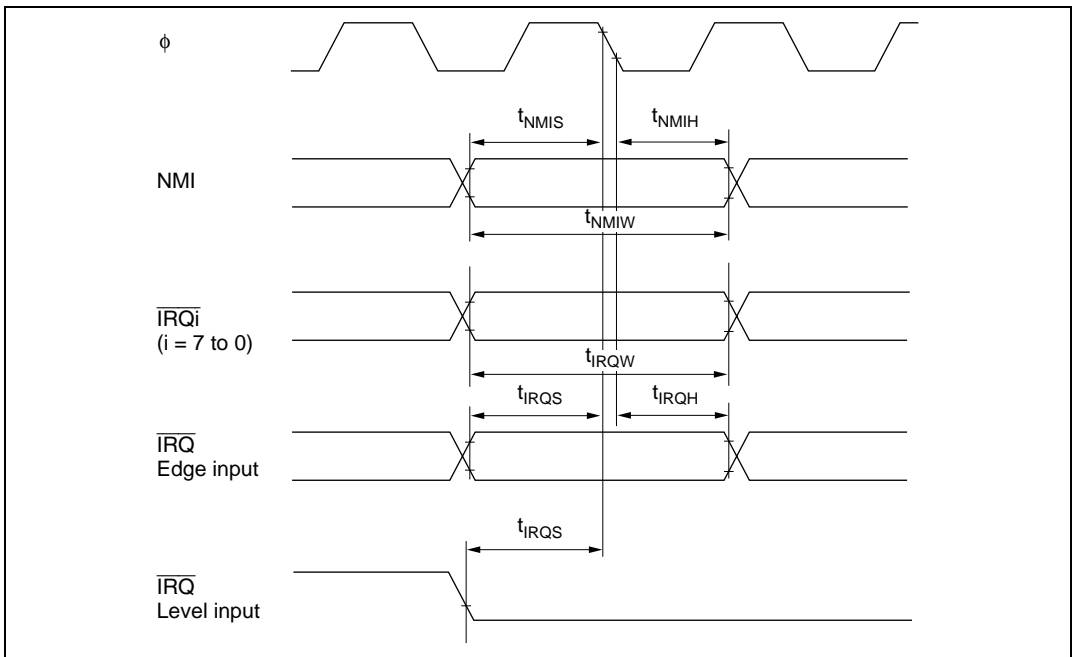 ϕ
tNMIS tNMIH
NMI
tNMIW
IRQi
(i = 7 to 0)
tIRQW
tIRQS tIRQH
IRQ
Edge input
tIRQS
IRQ
Level input